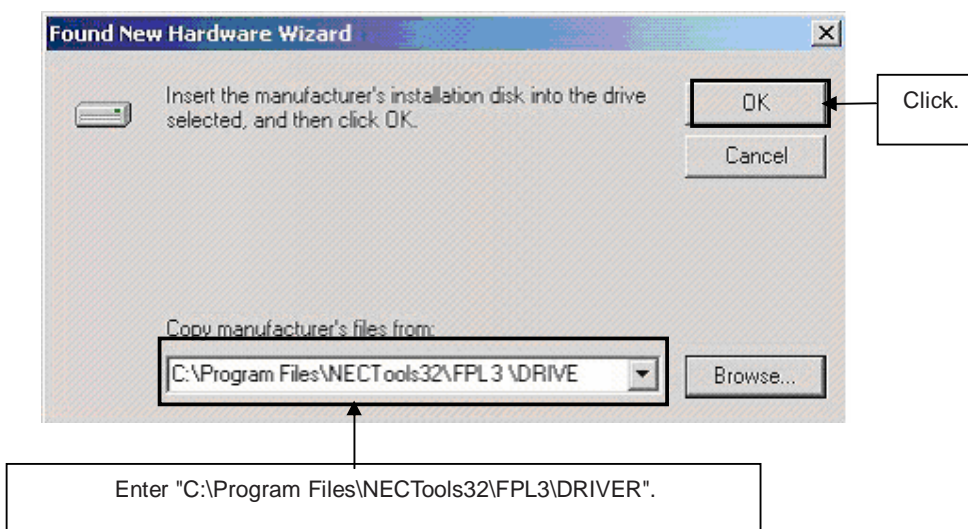 Found New Hardware Wizard
Insert the manufacturer's installation disk into the drive
selected, and then click OK.
OK
Click.
Cancel
Copy manufacturer's files from:
C:\Program Files\NECTools32\FPL3 \DRIVE
Browse...
Enter "C:\Program Files\NECTools32\FPL3\DRIVER".